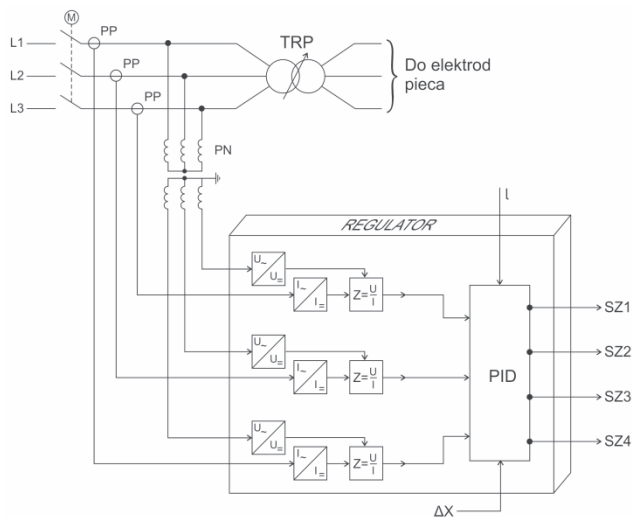 M
PP
L1
TRP
L2
PP
Do elektrod
pieca
L3
PP
PN
l
REGULATOR
U~
U=
I~
I=
Z=U/I
SZ1
U~
U=
SZ2
I~
I=
Z=U/I
PID
SZ3
U~
U=
SZ4
I~
I=
Z=U/I
ΔX